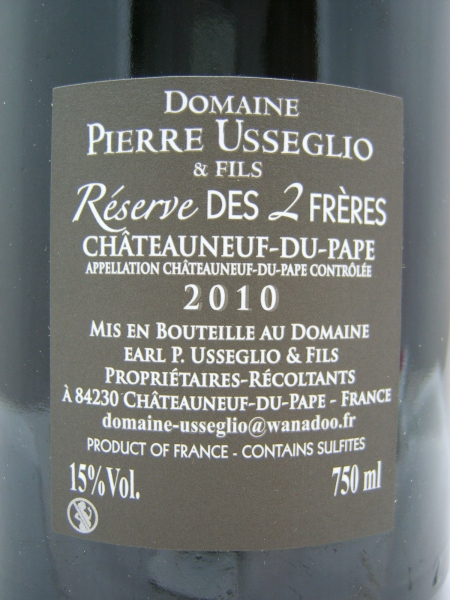 DOMAINE
PIERRE USSEGLIO
& FILS
Réserve DES 2 FRÈRES
CHÂTEAUNEUF-DU-PAPE
APPELLATION CHÂTEAUNEUF-DU-PAPE CONTRÔLÉE
2010
MIS EN BOUTEILLE AU DOMAINE
EARL P. USSEGLIO & FILS
PROPRIÉTAIRES-RÉCOLTANTS
À 84230 CHÂTEAUNEUF-DU-PAPE - FRANCE
domaine-usseglio@wanadoo.fr
PRODUCT OF FRANCE - CONTAINS SULFITES
15%Vol. 750 ml